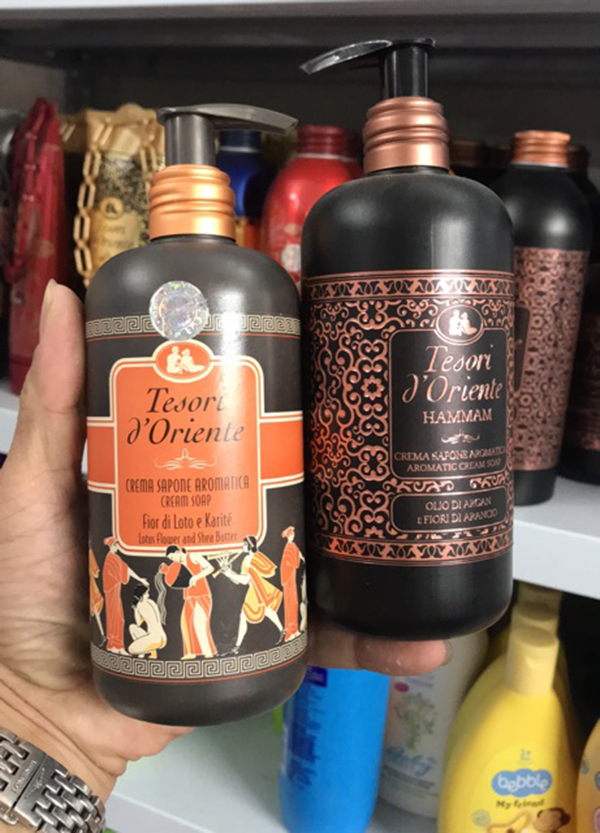 Tesori
d'Oriente
CREMA SAPONE AROMATICA
CREAM SOAP
Fior di Loto e Karité
Lotus Flower and Shea Butter
Tesori
d'Oriente
HAMMAM
CREMA SAPONE AROMATICA
AROMATIC CREAM SOAP
OLIO DI ARGAN
E FIORI DI ARANCIO
bebble
My friend